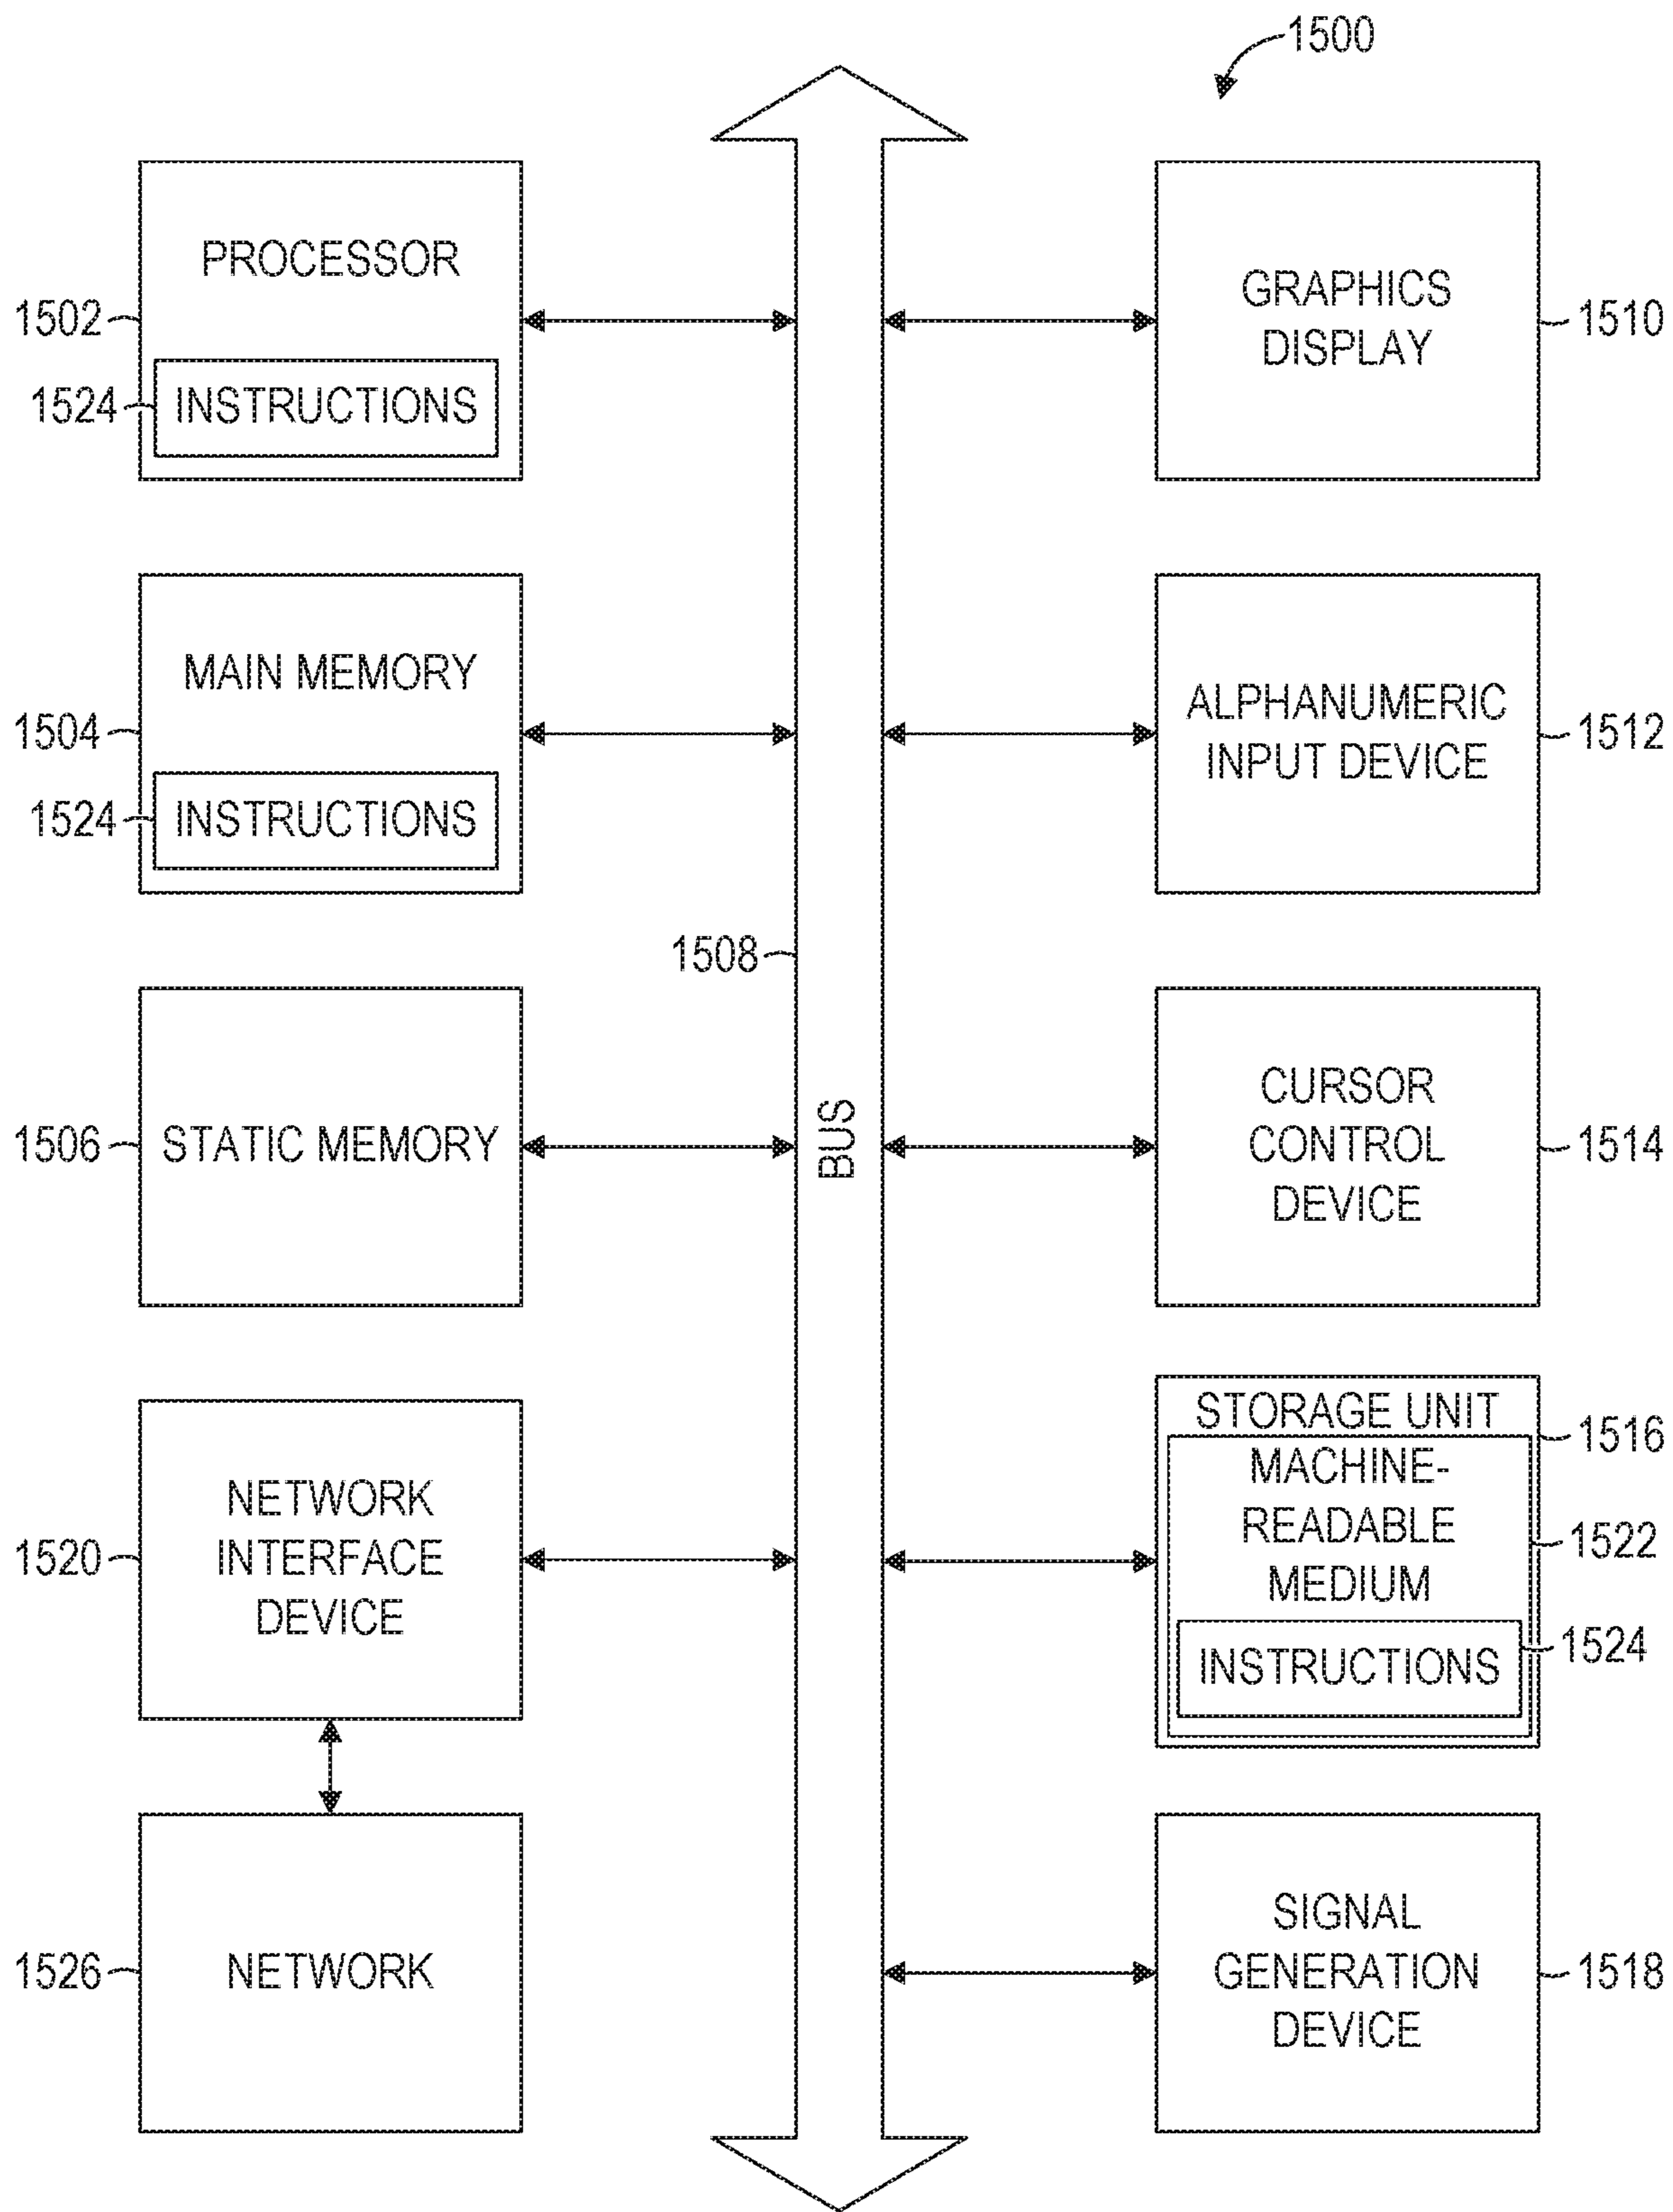 1500
PROCESSOR
1502
1524
INSTRUCTIONS
GRAPHICS
DISPLAY
1510
MAIN MEMORY
1504
1524
INSTRUCTIONS
ALPHANUMERIC
INPUT DEVICE
1512
1508
BUS
1506
STATIC MEMORY
CURSOR
CONTROL
DEVICE
1514
NETWORK
INTERFACE
DEVICE
1520
STORAGE UNIT
1516
MACHINE-
READABLE
MEDIUM
1522
INSTRUCTIONS
1524
1526
NETWORK
SIGNAL
GENERATION
DEVICE
1518